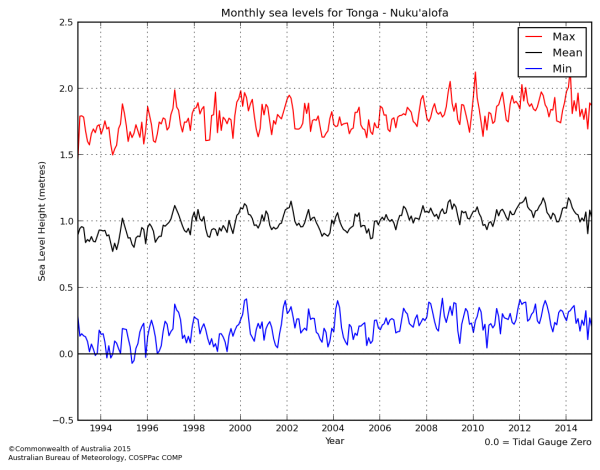 Monthly sea levels for Tonga - Nuku'alofa
2.5
Max
Mean
Min
2.0
1.5
1.0
0.5
0.0
−0.5
Sea Level Height (metres)
1994 1996 1998 2000 2002 2004 2006 2008 2010 2012 2014
Year
0.0 = Tidal Gauge Zero
©Commonwealth of Australia 2015
Australian Bureau of Meteorology, COSPPac COMP